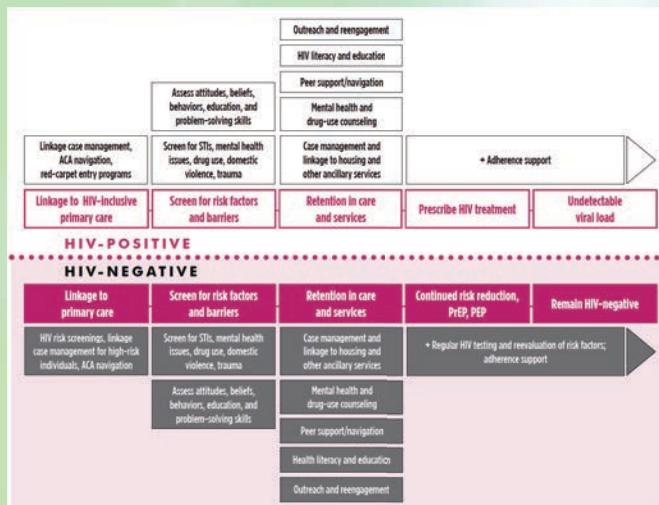 Outreach and reengagement
HIV literacy and education
Peer support/navigation
Assess attitudes, beliefs,
behaviors, education, and
problem-solving skills
Mental health and
drug-use counseling
Linkage case management,
ACA navigation,
red-carpet entry programs
Screen for STIs, mental health
issues, drug use, domestic
violence, trauma
Case management and
linkage to housing and
other ancillary services
+ Adherence support
Linkage to HIV-inclusive
primary care
Screen for risk factors
and barriers
Retention in care
and services
Prescribe HIV treatment
Undetectable
viral load
HIV-POSITIVE
HIV-NEGATIVE
Linkage to
primary care
Screen for risk factors
and barriers
Retention in care
and services
Continued risk reduction,
PrEP, PEP
Remain HIV-negative
HIV risk screenings, linkage
case management for high-risk
individuals, ACA navigation
Screen for STIs, mental health
issues, drug use, domestic
violence, trauma
Case management and
linkage to housing and
other ancillary services
+ Regular HIV testing and reevaluation of risk factors;
adherence support
Assess attitudes, beliefs,
behaviors, education, and
problem-solving skills
Mental health and
drug-use counseling
Peer support/navigation
Health literacy and education
Outreach and reengagement